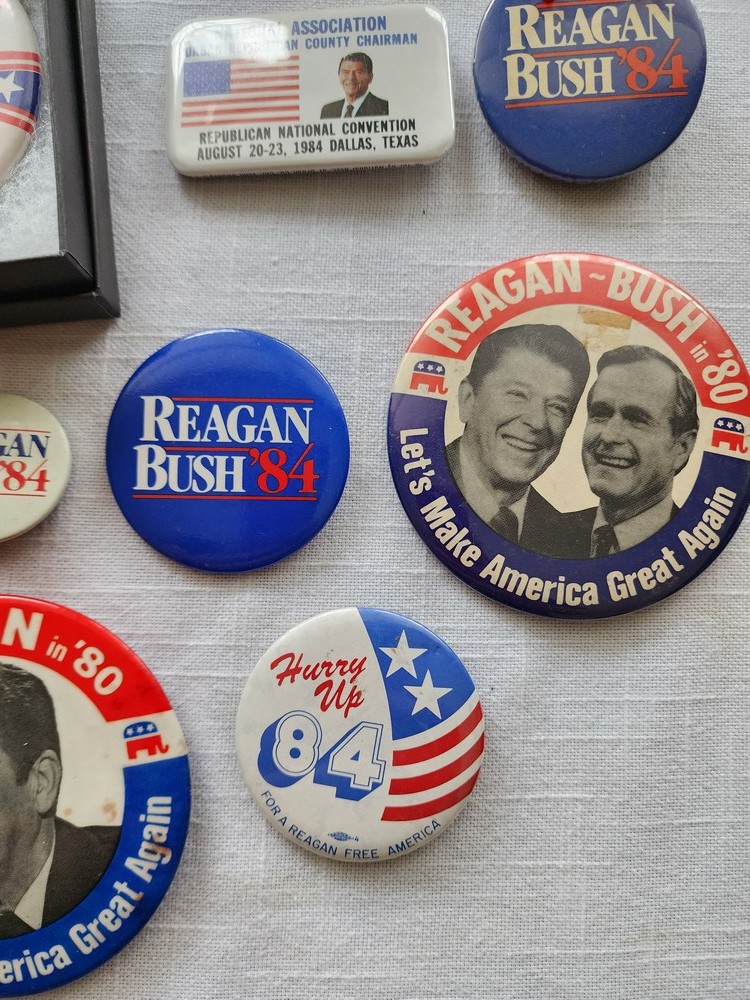 ASSOCIATION
COUNTY CHAIRMAN
REPUBLICAN NATIONAL CONVENTION
AUGUST 20-23, 1984 DALLAS, TEXAS
REAGAN
BUSH '84
REAGAN ~ BUSH in '80
Let's Make America Great Again
REAGAN
BUSH '84
GAN
'84
N in '80
erica Great Again
Hurry
Up
84
FOR A REAGAN FREE AMERICA